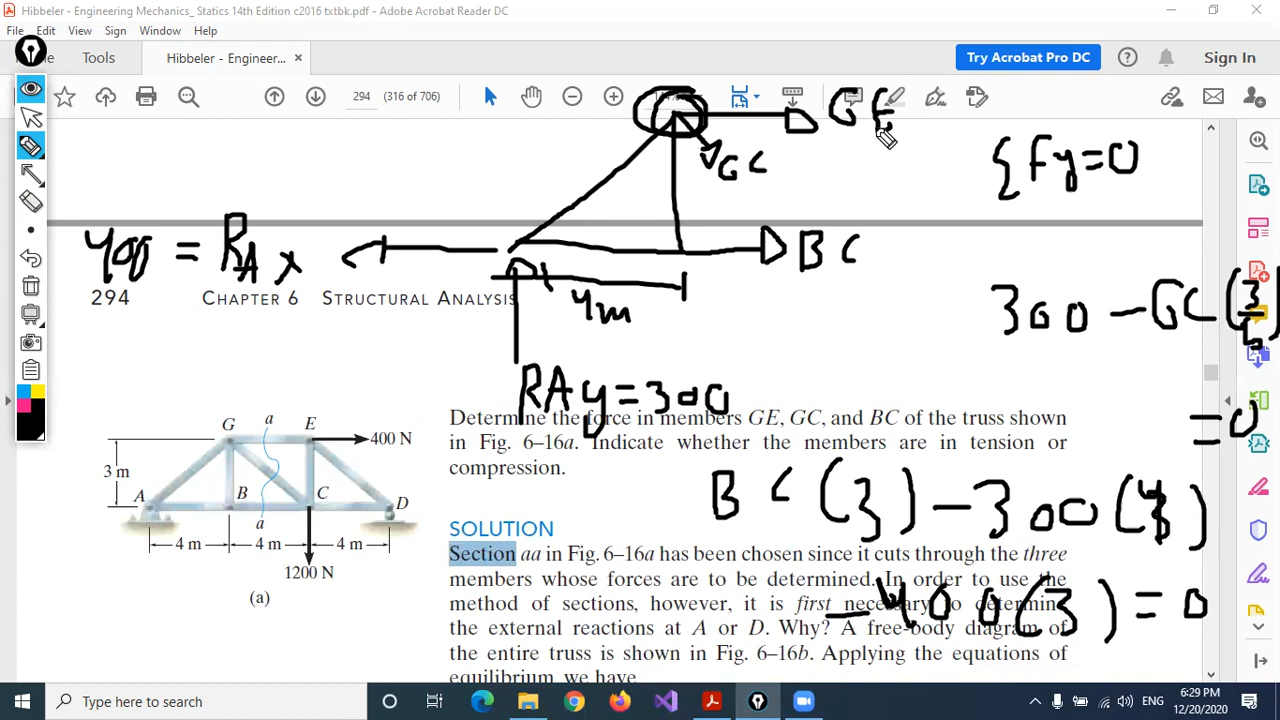 Hibbeler - Engineering Mechanics_ Statics 14th Edition c2016 txtbk.pdf - Adobe Acrobat Reader DC
File Edit View Sign Window Help
Tools Hibbeler - Engineer... × Try Acrobat Pro DC Sign In
294 (316 of 706)
GE
GC
{Fy=0
400 = RAx
BC
294 CHAPTER 6 STRUCTURAL ANALYSIS
4m
300 - GC(3/5
=0
RAy=300
Determine the force in members GE, GC, and BC of the truss shown
in Fig. 6–16a. Indicate whether the members are in tension or
compression.
G a E
400 N
3 m
A B C D
a
4 m 4 m 4 m
1200 N
(a)
BC(3) - 300(4)
- 400(3) = 0
SOLUTION
Section aa in Fig. 6–16a has been chosen since it cuts through the three
members whose forces are to be determined. In order to use the
method of sections, however, it is first necessary to determine
the external reactions at A or D. Why? A free-body diagram of
the entire truss is shown in Fig. 6–16b. Applying the equations of
equilibrium, we have
Type here to search
ENG
6:29 PM
12/20/2020